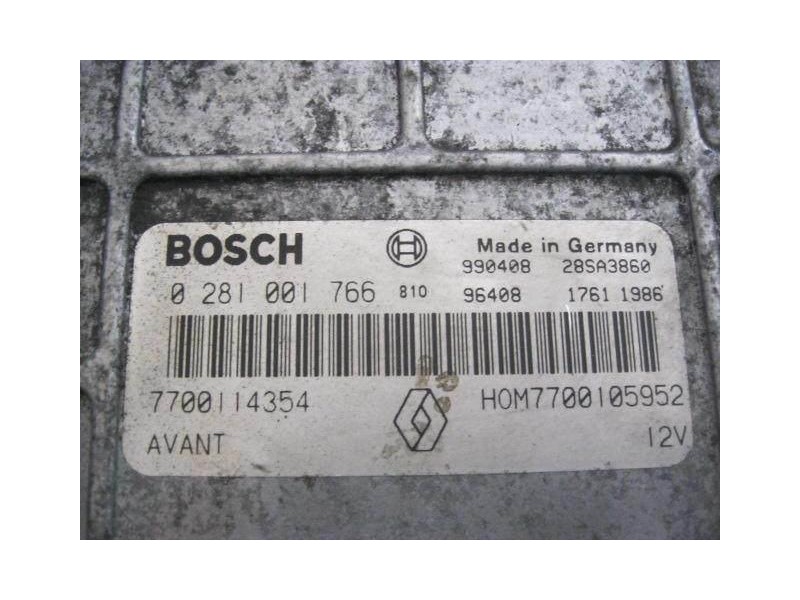 BOSCH Made in Germany
990408 28SA3860
0 281 001 766 810 96408 1761 1986
7700114354 HOM7700105952
AVANT 12V